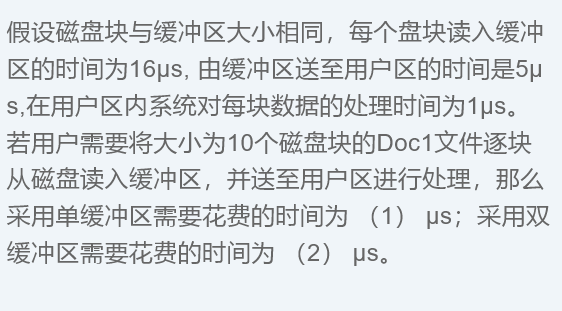 假设磁盘块与缓冲区大小相同，每个盘块读入缓冲
区的时间为16μs, 由缓冲区送至用户区的时间是5μ
s,在用户区内系统对每块数据的处理时间为1μs。
若用户需要将大小为10个磁盘块的Doc1文件逐块
从磁盘读入缓冲区，并送至用户区进行处理，那么
采用单缓冲区需要花费的时间为 （1） μs；采用双
缓冲区需要花费的时间为 （2） μs。